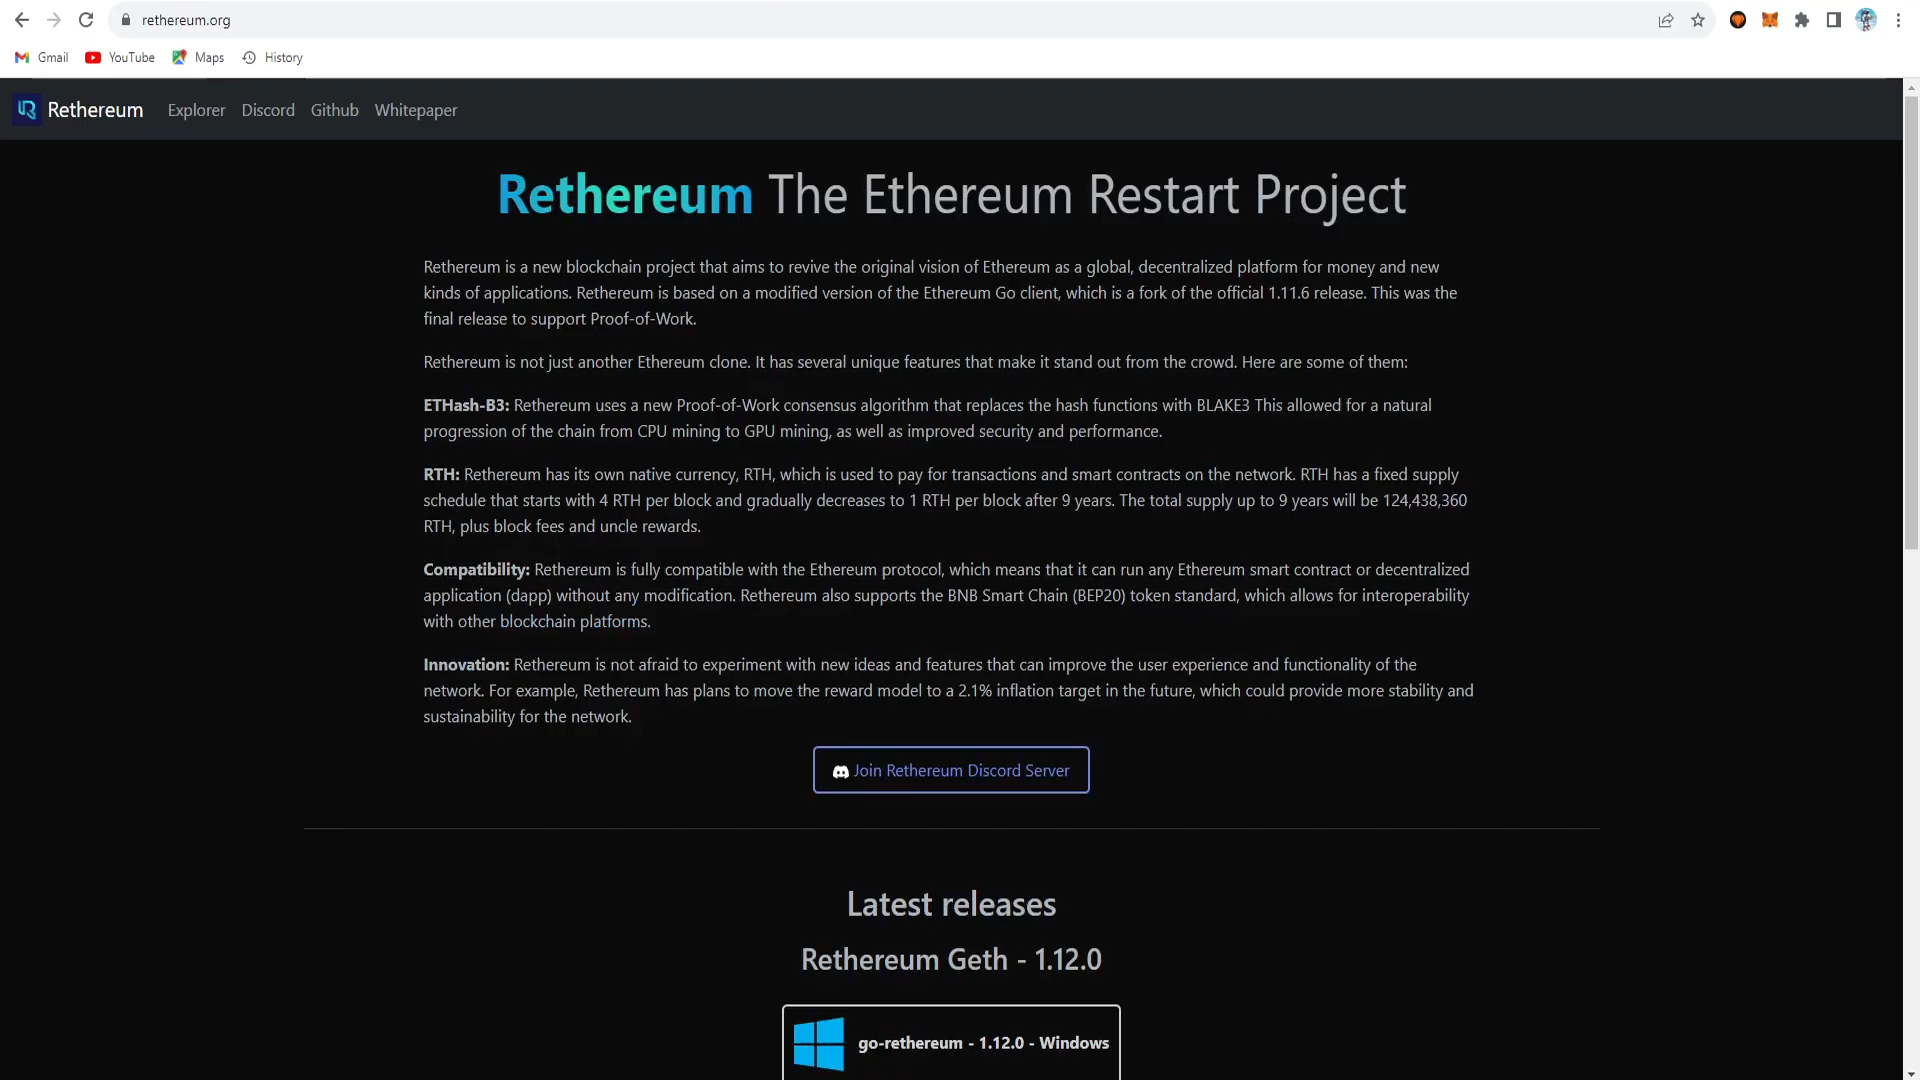 rethereum.org
Gmail YouTube Maps History
Rethereum Explorer Discord Github Whitepaper
Rethereum The Ethereum Restart Project
Rethereum is a new blockchain project that aims to revive the original vision of Ethereum as a global, decentralized platform for money and new
kinds of applications. Rethereum is based on a modified version of the Ethereum Go client, which is a fork of the official 1.11.6 release. This was the
final release to support Proof-of-Work.
Rethereum is not just another Ethereum clone. It has several unique features that make it stand out from the crowd. Here are some of them:
ETHash-B3: Rethereum uses a new Proof-of-Work consensus algorithm that replaces the hash functions with BLAKE3 This allowed for a natural
progression of the chain from CPU mining to GPU mining, as well as improved security and performance.
RTH: Rethereum has its own native currency, RTH, which is used to pay for transactions and smart contracts on the network. RTH has a fixed supply
schedule that starts with 4 RTH per block and gradually decreases to 1 RTH per block after 9 years. The total supply up to 9 years will be 124,438,360
RTH, plus block fees and uncle rewards.
Compatibility: Rethereum is fully compatible with the Ethereum protocol, which means that it can run any Ethereum smart contract or decentralized
application (dapp) without any modification. Rethereum also supports the BNB Smart Chain (BEP20) token standard, which allows for interoperability
with other blockchain platforms.
Innovation: Rethereum is not afraid to experiment with new ideas and features that can improve the user experience and functionality of the
network. For example, Rethereum has plans to move the reward model to a 2.1% inflation target in the future, which could provide more stability and
sustainability for the network.
Join Rethereum Discord Server
Latest releases
Rethereum Geth - 1.12.0
go-rethereum - 1.12.0 - Windows